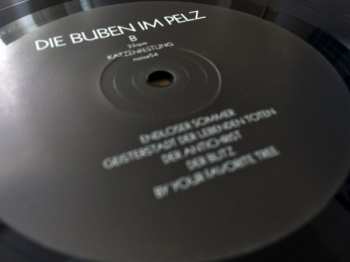 DIE BUBEN IM PELZ
B
KATZENFESTUNG
ENDLOSER SOMMER
GEISTERSTADT DER LEBENDEN TOTEN
DER ANTICHRIST
DER BLITZ
BY YOUR FAVORITE TREE